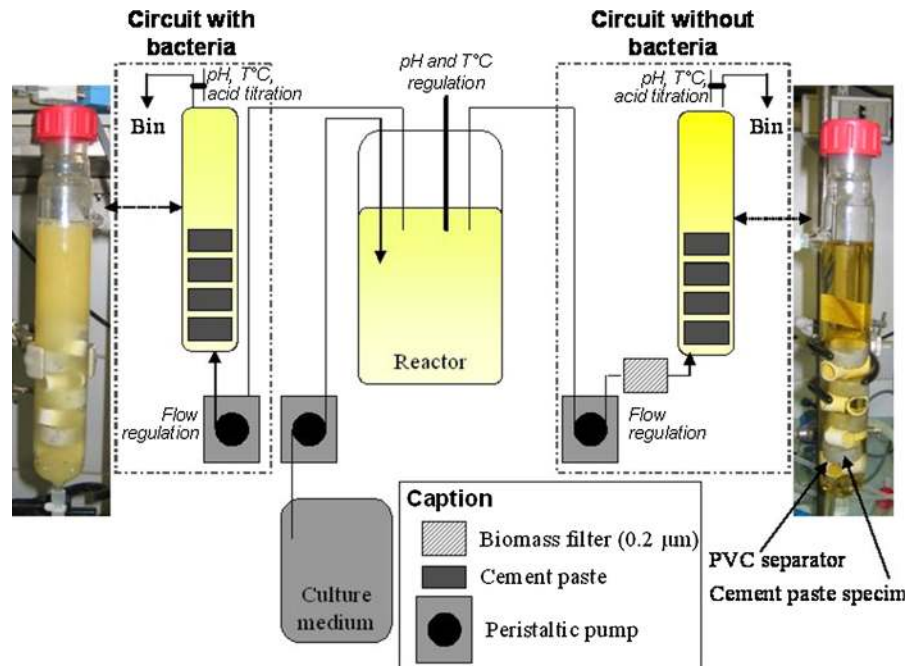 Circuit with
bacteria
Circuit without
bacteria
pH, T°C,
acid titration
Bin
pH and T°C
regulation
pH, T°C,
acid titration
Bin
Reactor
Flow
regulation
Flow
regulation
Culture
medium
Caption
Biomass filter (0.2 µm)
Cement paste
Peristaltic pump
PVC separator
Cement paste specim